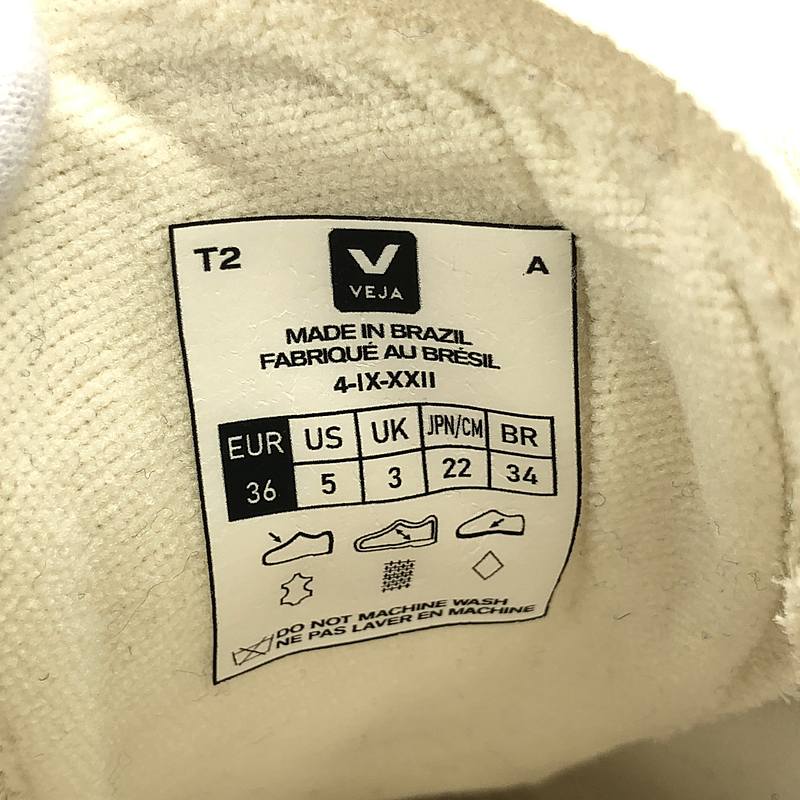 T2
A
VEJA
MADE IN BRAZIL
FABRIQUÉ AU BRÉSIL
4-IX-XXII
EUR US UK JPN/CM BR
36 5 3 22 34
DO NOT MACHINE WASH
NE PAS LAVER EN MACHINE